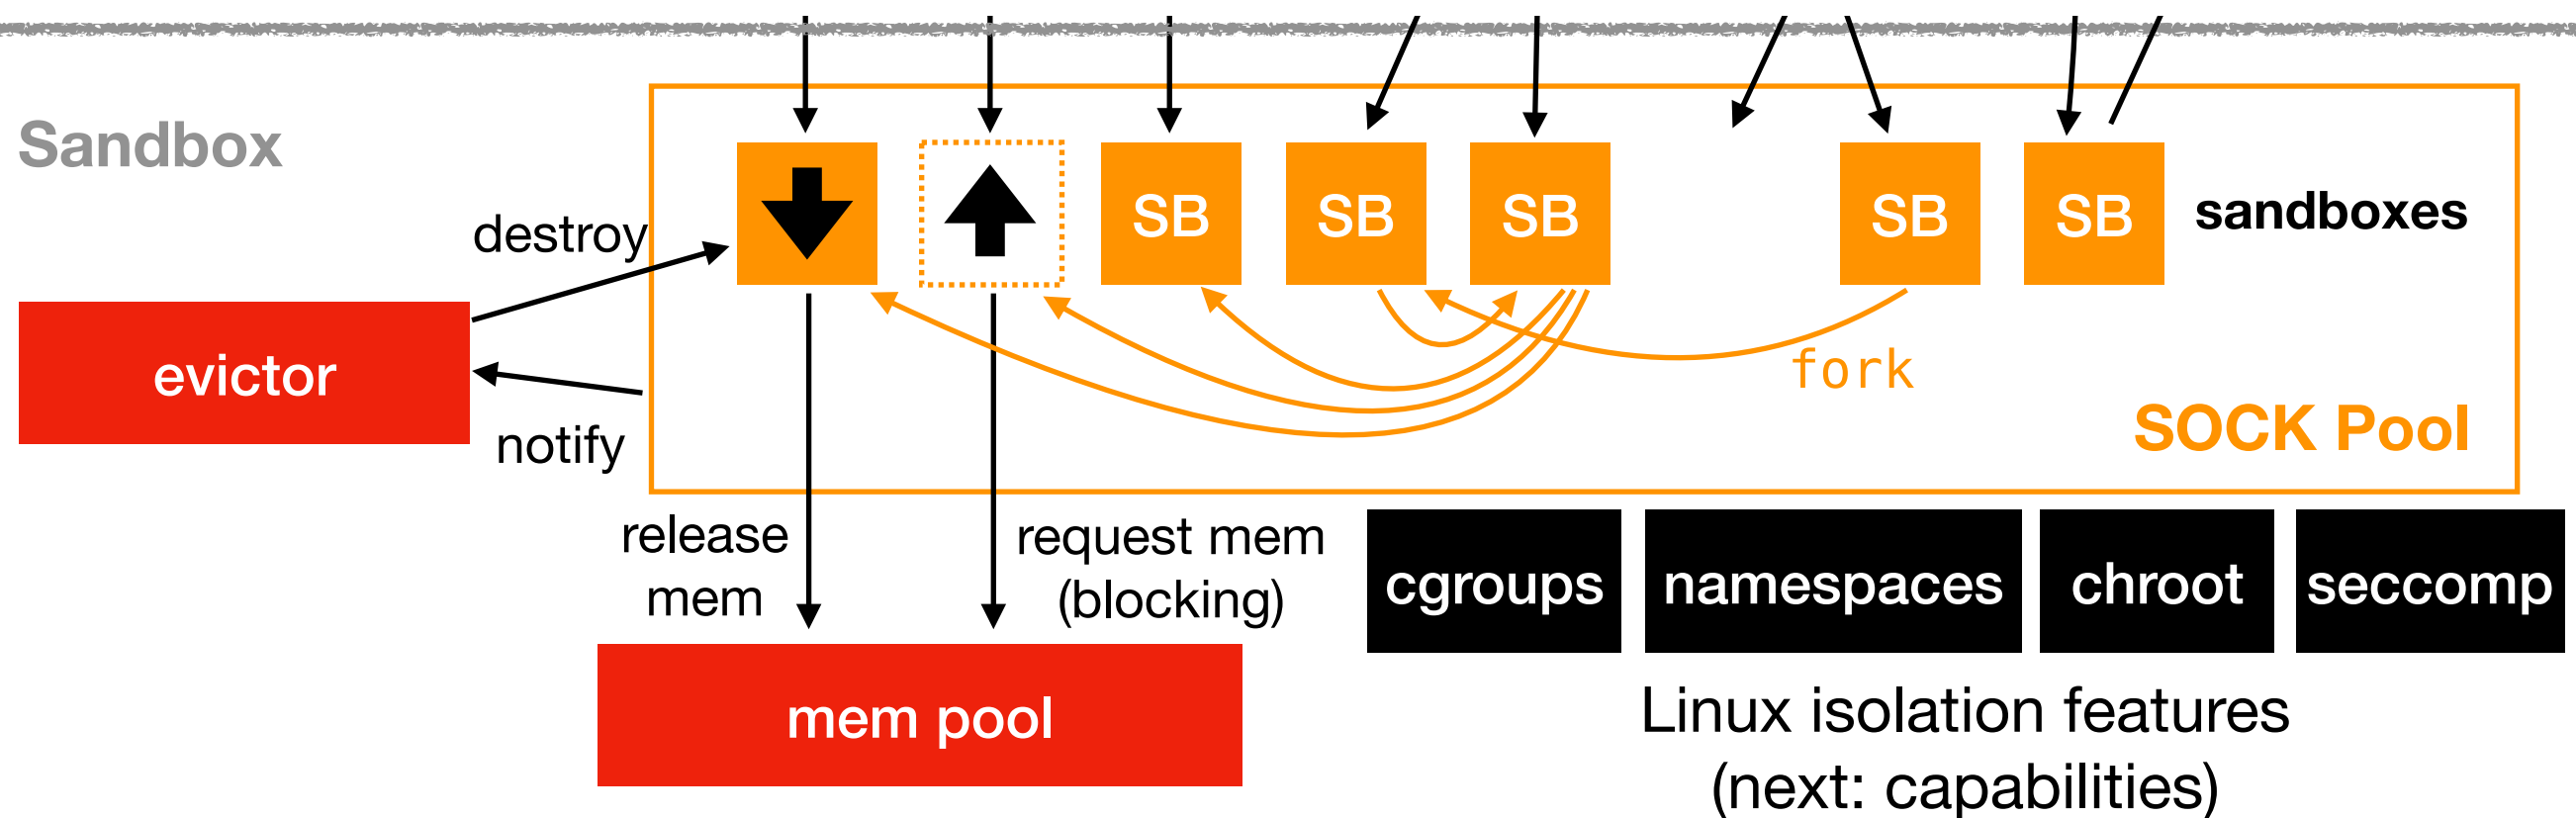 Sandbox
destroy
SB
SB
SB
SB
SB
sandboxes
evictor
notify
fork
SOCK Pool
release
mem
request mem
(blocking)
cgroups
namespaces
chroot
seccomp
mem pool
Linux isolation features
(next: capabilities)